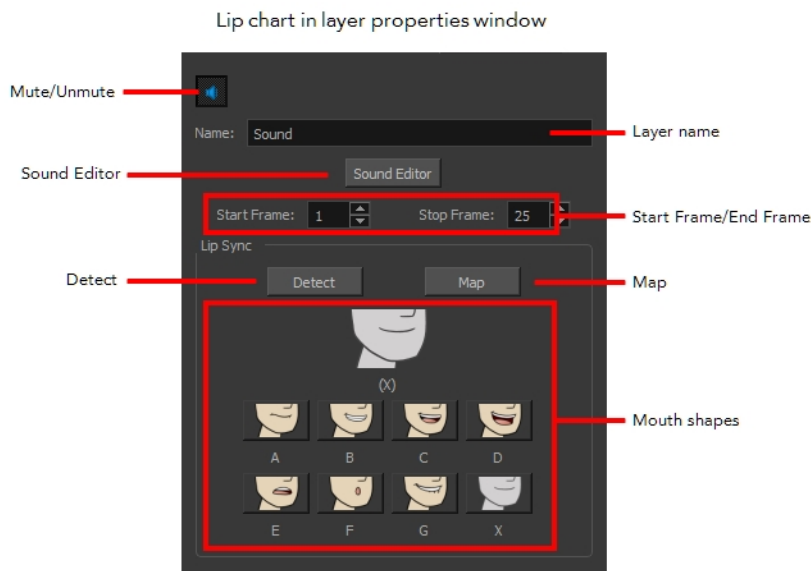 Lip chart in layer properties window
Mute/Unmute
Name: Sound
Layer name
Sound Editor
Sound Editor
Start Frame: 1 Stop Frame: 25
Start Frame/End Frame
Lip Sync
Detect
Detect
Map
Map
(X)
Mouth shapes
A B C D
E F G X